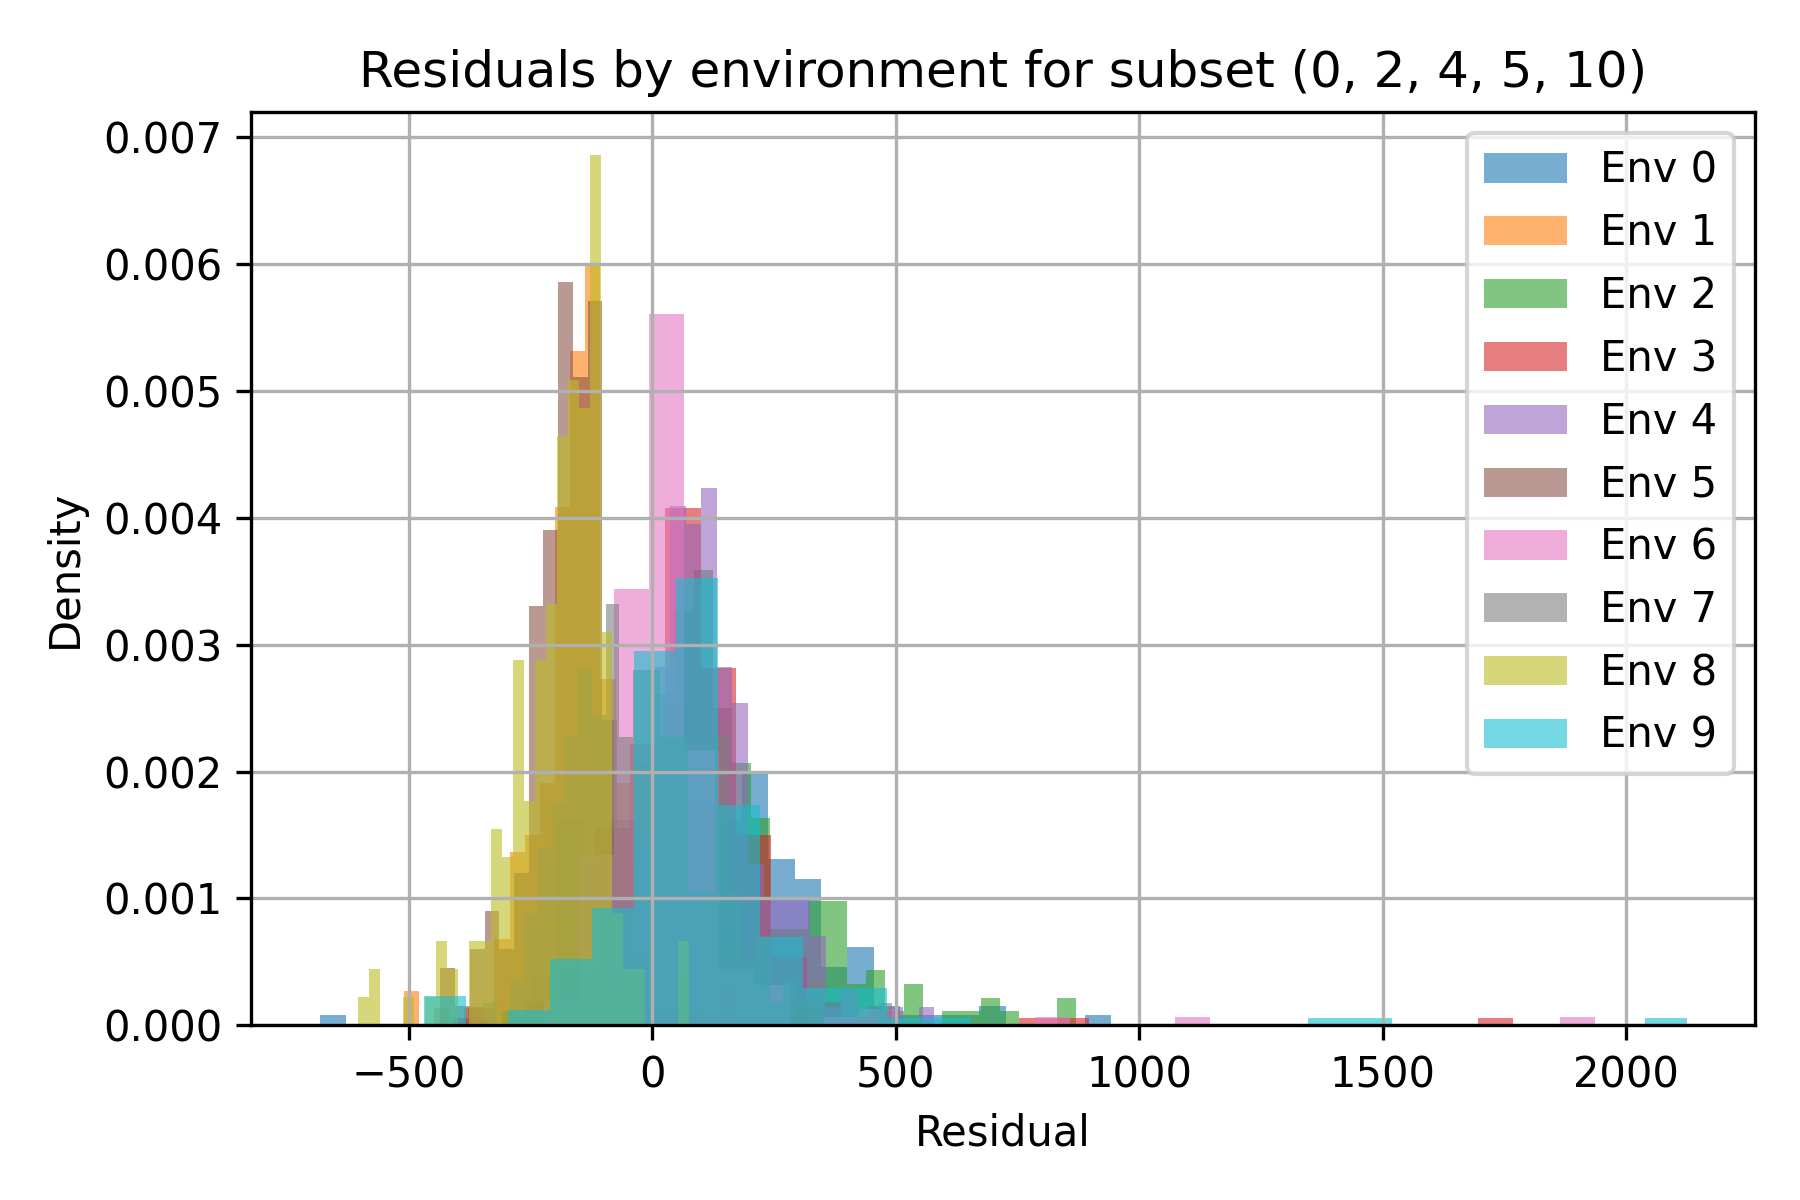 Residuals by environment for subset (0, 2, 4, 5, 10)
0.007
0.006
0.005
0.004
0.003
0.002
0.001
0.000
Density
Env 0
Env 1
Env 2
Env 3
Env 4
Env 5
Env 6
Env 7
Env 8
Env 9
−500 0 500 1000 1500 2000
Residual